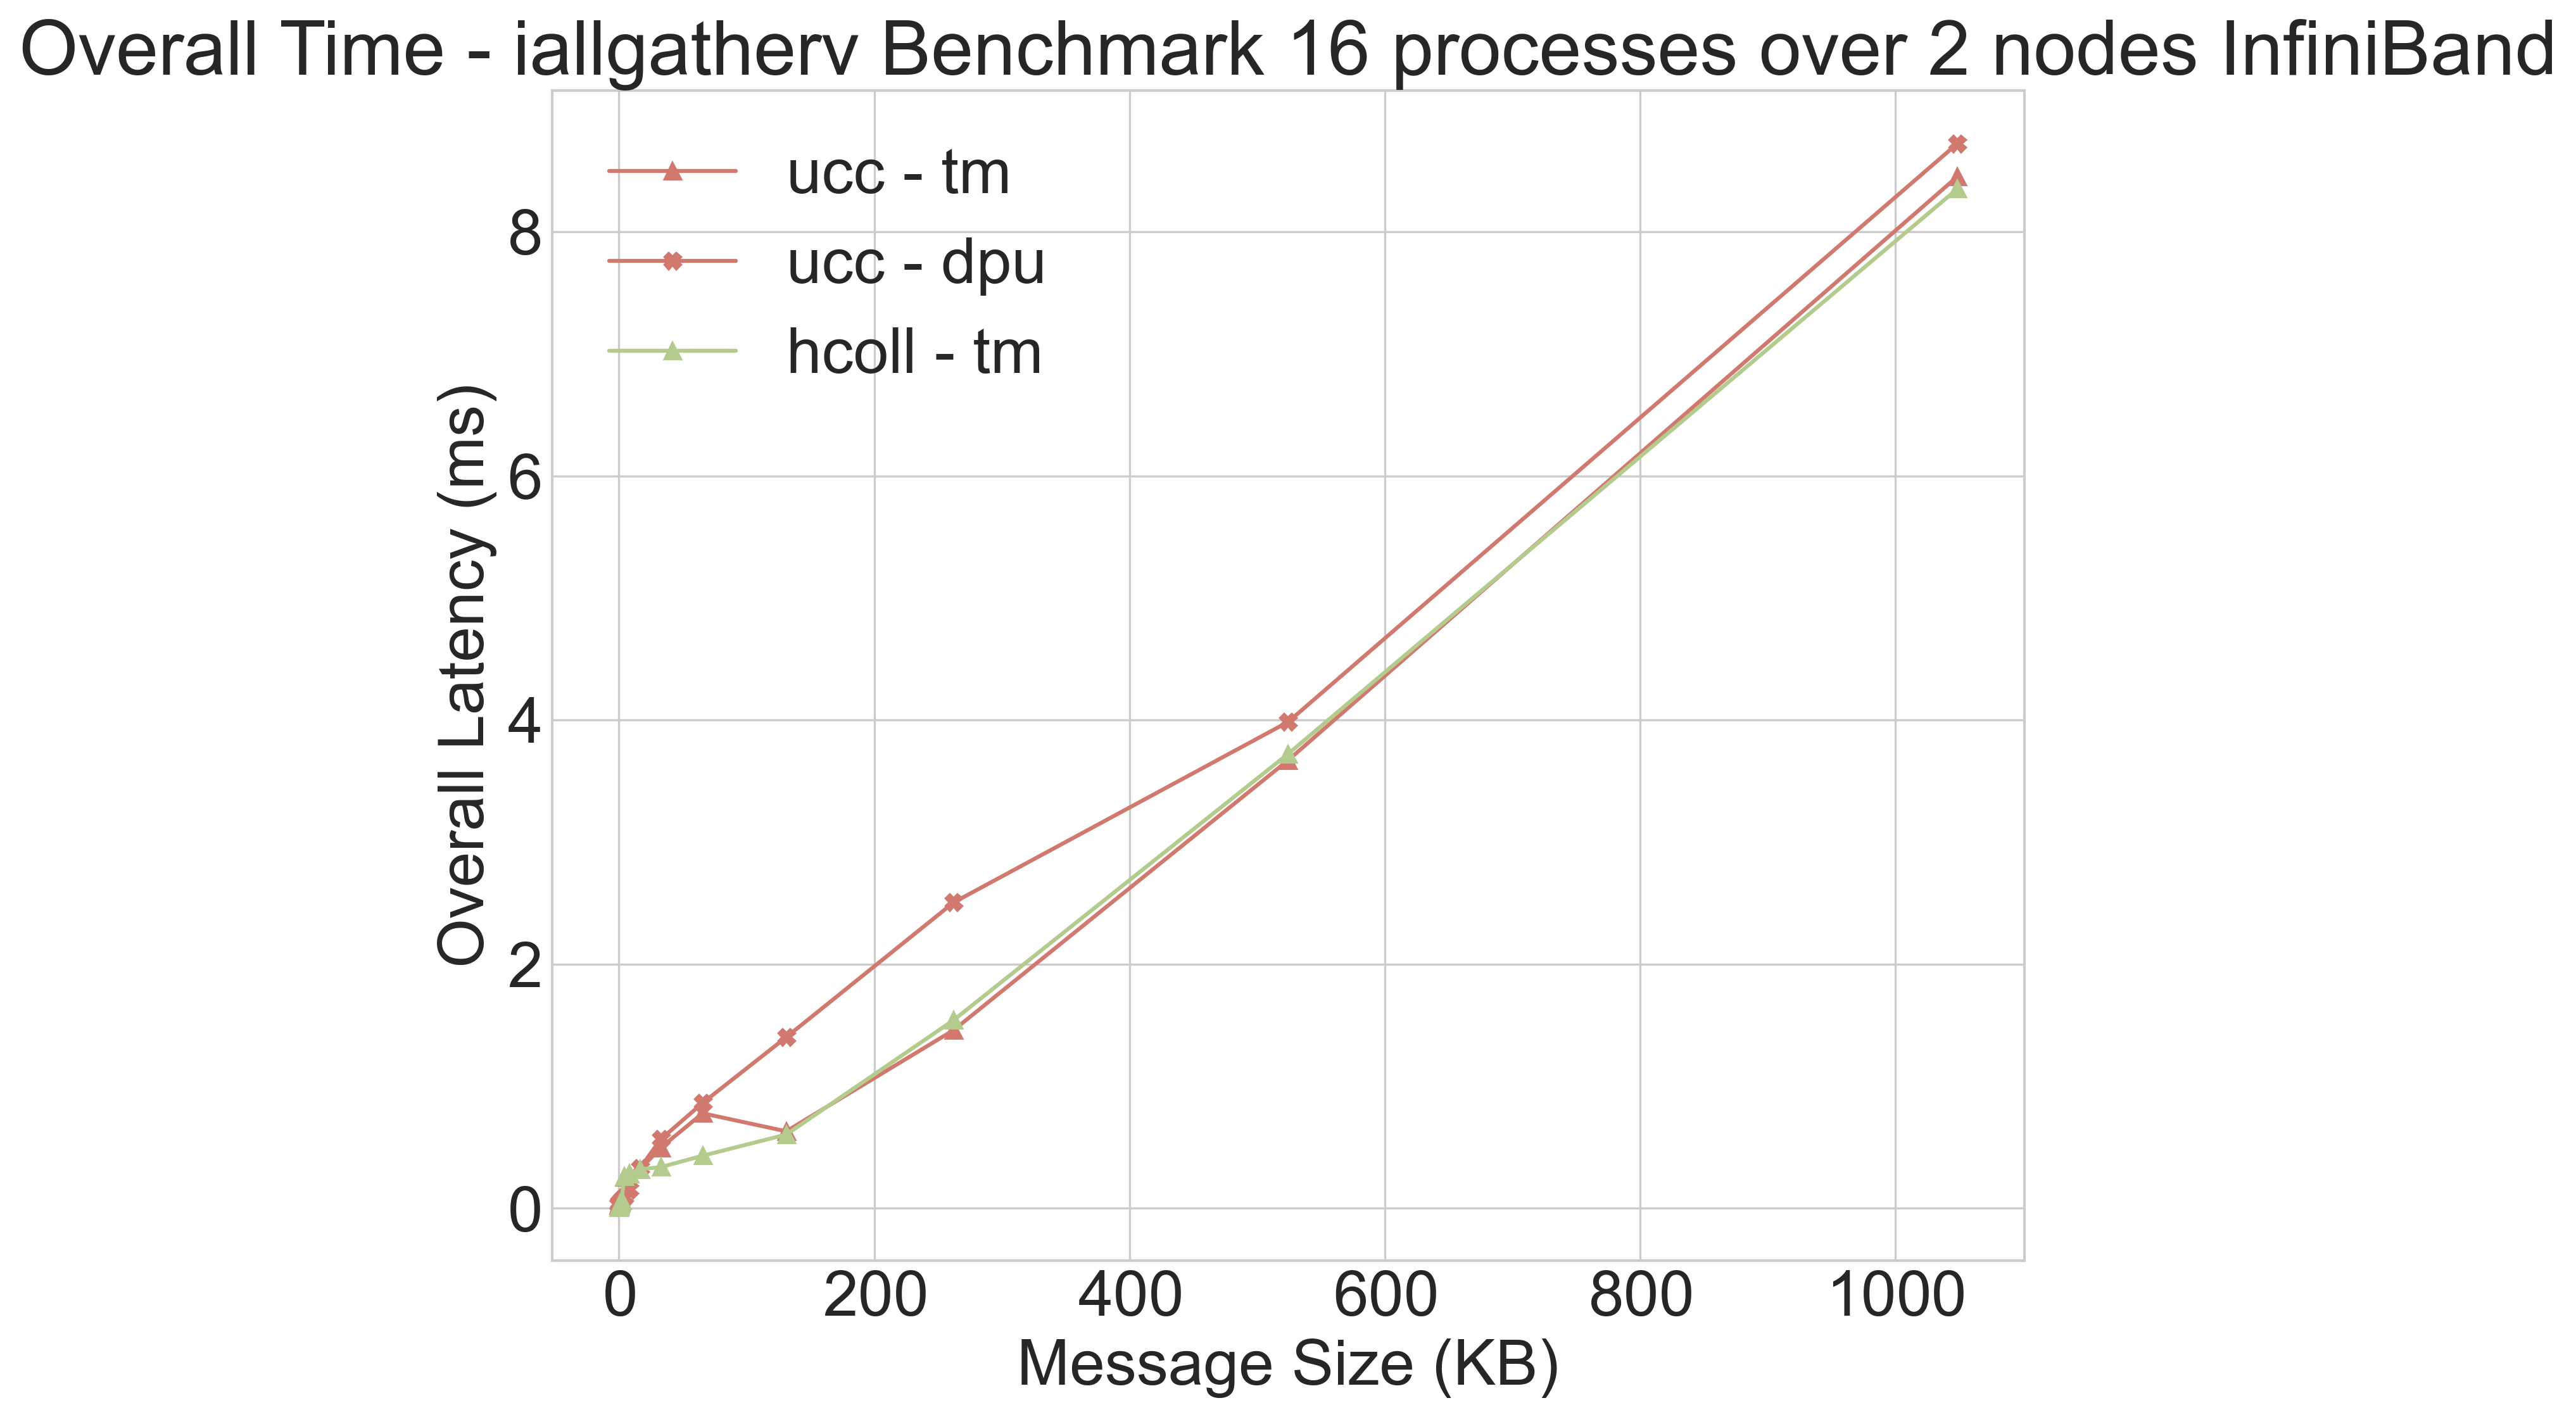 Overall Time - iallgatherv Benchmark 16 processes over 2 nodes InfiniBand
ucc - tm
ucc - dpu
hcoll - tm
Overall Latency (ms)
8
6
4
2
0
0 200 400 600 800 1000
Message Size (KB)